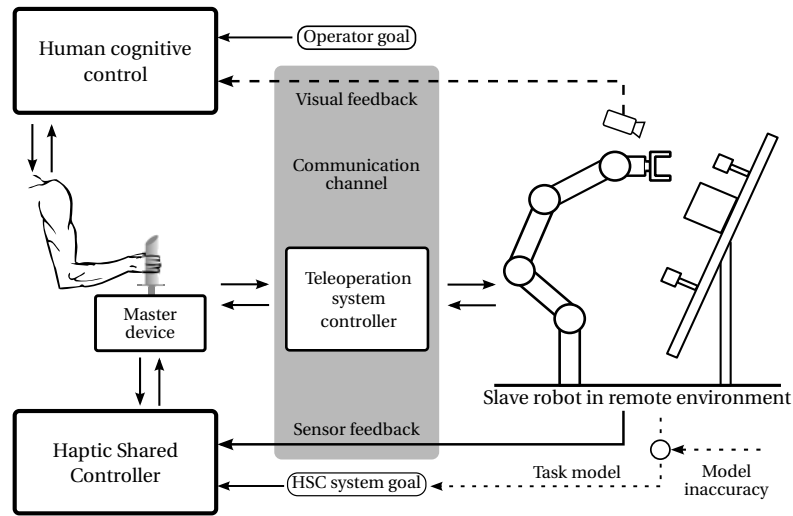 Human cognitive
control
Operator goal
Visual feedback
Communication
channel
Teleoperation
system
controller
Master
device
Slave robot in remote environment
Sensor feedback
Haptic Shared
Controller
HSC system goal
Task model
Model
inaccuracy